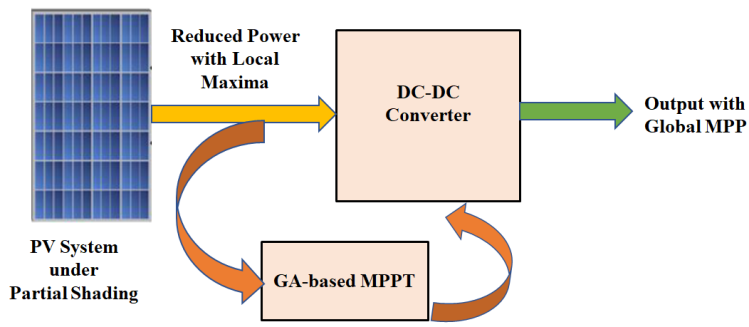 Reduced Power
with Local
Maxima
DC-DC
Converter
Output with
Global MPP
PV System
under
Partial Shading
GA-based MPPT